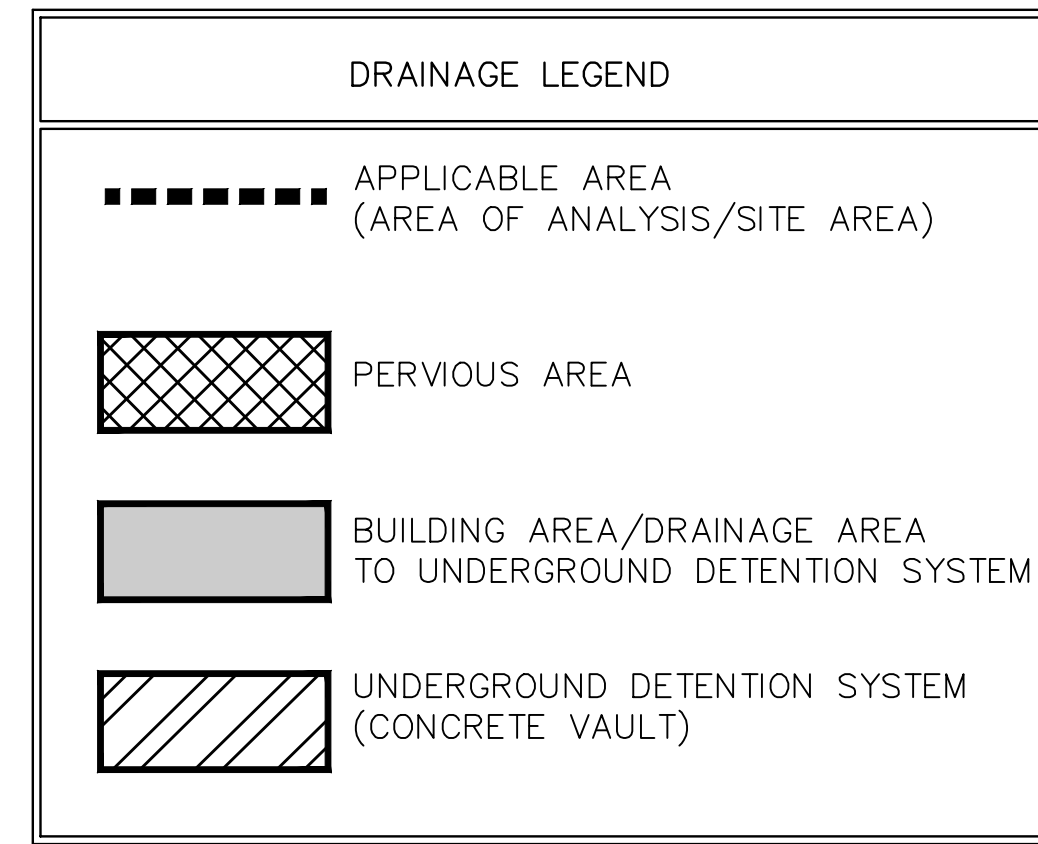 DRAINAGE LEGEND
APPLICABLE AREA
(AREA OF ANALYSIS/SITE AREA)
PERVIOUS AREA
BUILDING AREA/DRAINAGE AREA
TO UNDERGROUND DETENTION SYSTEM
UNDERGROUND DETENTION SYSTEM
(CONCRETE VAULT)